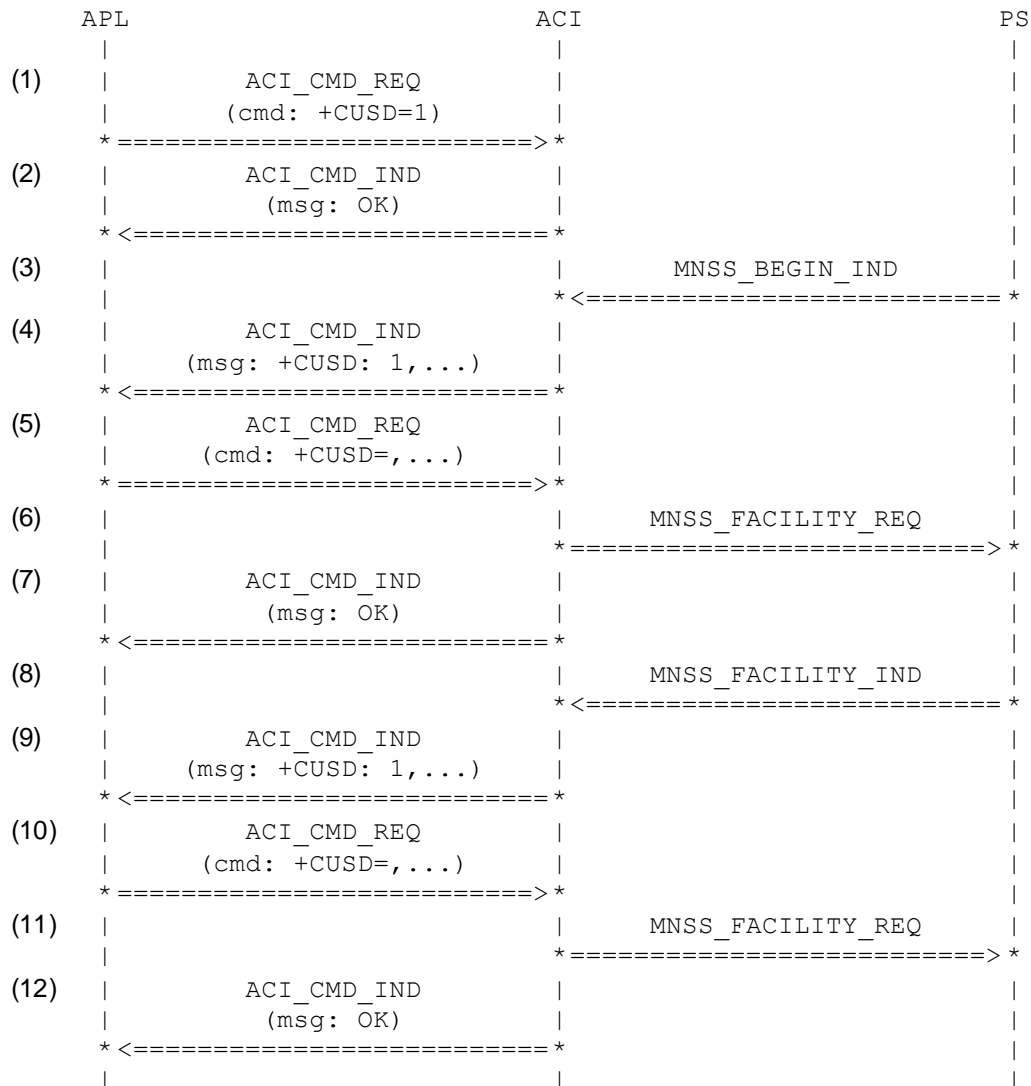 APL ACI PS
| | |
(1) | ACI_CMD_REQ | |
| (cmd: +CUSD=1) | |
*==========================>* |
(2) | ACI_CMD_IND | |
| (msg: OK) | |
*<==========================* |
(3) | | MNSS_BEGIN_IND |
| *<==========================*
(4) | ACI_CMD_IND | |
| (msg: +CUSD: 1,...) | |
*<==========================* |
(5) | ACI_CMD_REQ | |
| (cmd: +CUSD=,...) | |
*==========================>* |
(6) | | MNSS_FACILITY_REQ |
| *==========================>*
(7) | ACI_CMD_IND | |
| (msg: OK) | |
*<==========================* |
(8) | | MNSS_FACILITY_IND |
| *<==========================*
(9) | ACI_CMD_IND | |
| (msg: +CUSD: 1,...) | |
*<==========================* |
(10) | ACI_CMD_REQ | |
| (cmd: +CUSD=,...) | |
*==========================>* |
(11) | | MNSS_FACILITY_REQ |
| *==========================>*
(12) | ACI_CMD_IND | |
| (msg: OK) | |
*<==========================* |
| | |